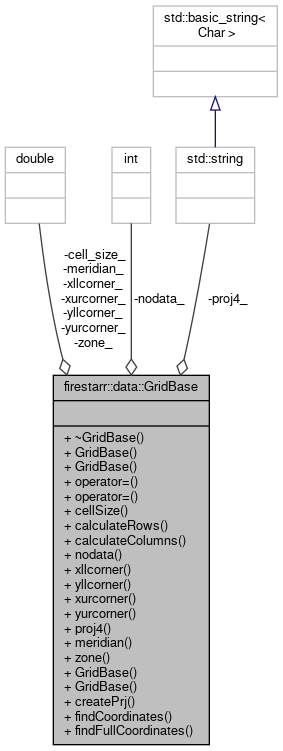 std::basic_string<
Char >
double
int
std::string
-cell_size_
-meridian_
-xllcorner_
-xurcorner_
-yllcorner_
-yurcorner_
-zone_
-nodata_
-proj4_
firestarr::data::GridBase
+ ~GridBase()
+ GridBase()
+ GridBase()
+ operator=()
+ operator=()
+ cellSize()
+ calculateRows()
+ calculateColumns()
+ nodata()
+ xllcorner()
+ yllcorner()
+ xurcorner()
+ yurcorner()
+ proj4()
+ meridian()
+ zone()
+ GridBase()
+ GridBase()
+ createPrj()
+ findCoordinates()
+ findFullCoordinates()